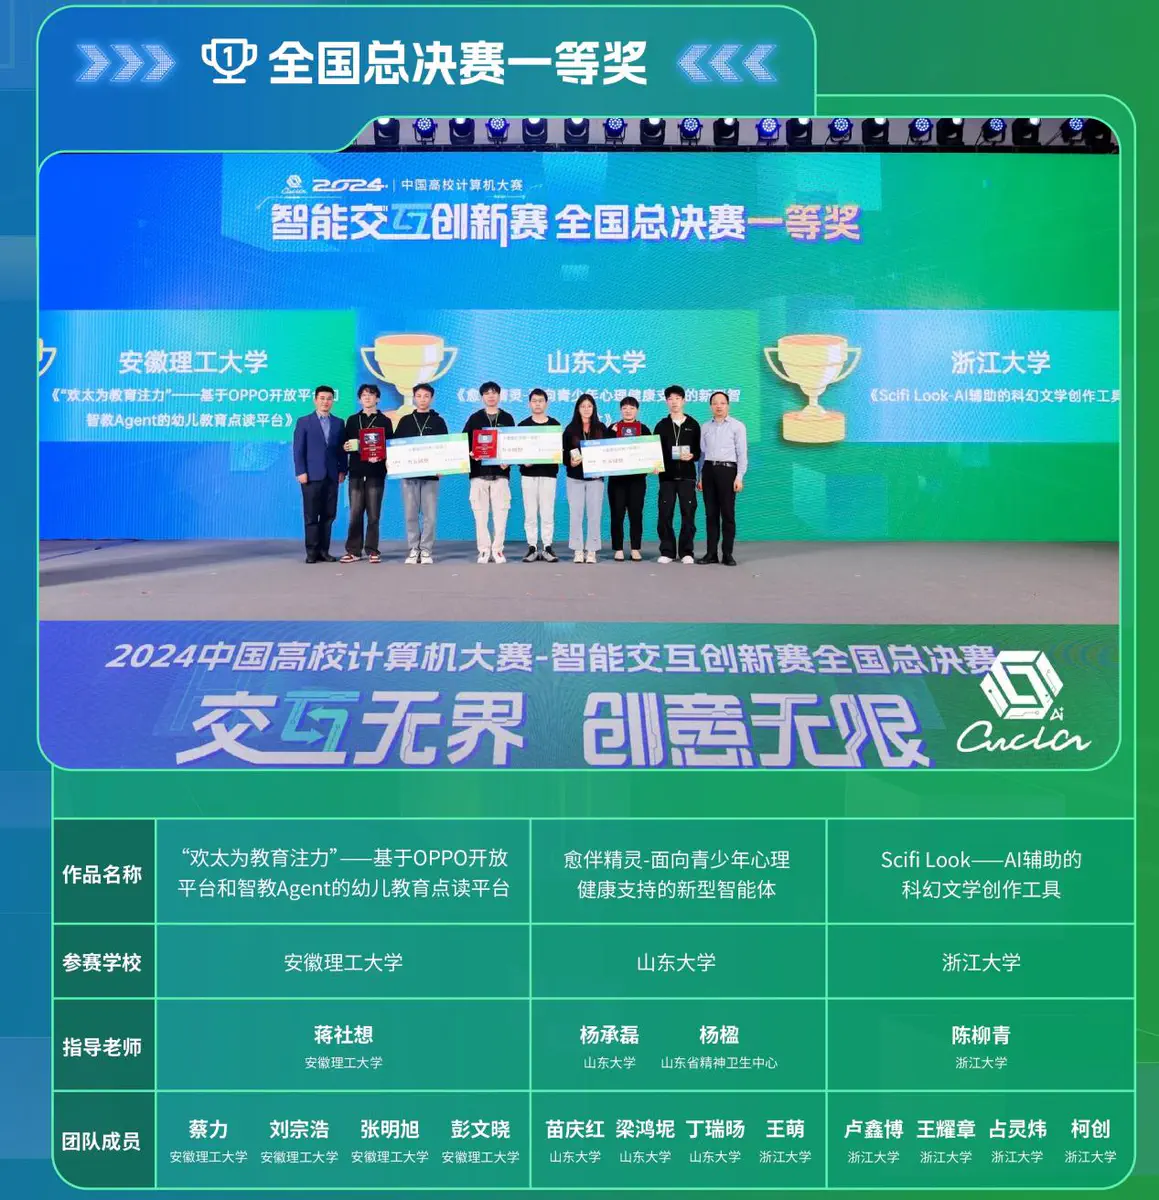 1
全国总决赛一等奖
2024 中国高校计算机大赛
智能交互创新赛 全国总决赛一等奖
安徽理工大学
《“欢太为教育注力”——基于OPPO开放平台和
智教Agent的幼儿教育点读平台》
山东大学
浙江大学
《Scifi Look-AI辅助的科幻文学创作工具
2024中国高校计算机大赛-智能交互创新赛全国总决赛
交互无界 创意无限
AI
作品名称
“欢太为教育注力”——基于OPPO开放
平台和智教Agent的幼儿教育点读平台
愈伴精灵-面向青少年心理
健康支持的新型智能体
Scifi Look——AI辅助的
科幻文学创作工具
参赛学校
安徽理工大学
山东大学
浙江大学
指导老师
蒋社想
安徽理工大学
杨承磊 杨楹
山东大学 山东省精神卫生中心
陈柳青
浙江大学
团队成员
蔡力 刘宗浩 张明旭 彭文晓
安徽理工大学 安徽理工大学 安徽理工大学 安徽理工大学
苗庆红 梁鸿坭 丁瑞旸 王萌
山东大学 山东大学 山东大学 浙江大学
卢鑫博 王耀章 占灵炜 柯创
浙江大学 浙江大学 浙江大学 浙江大学